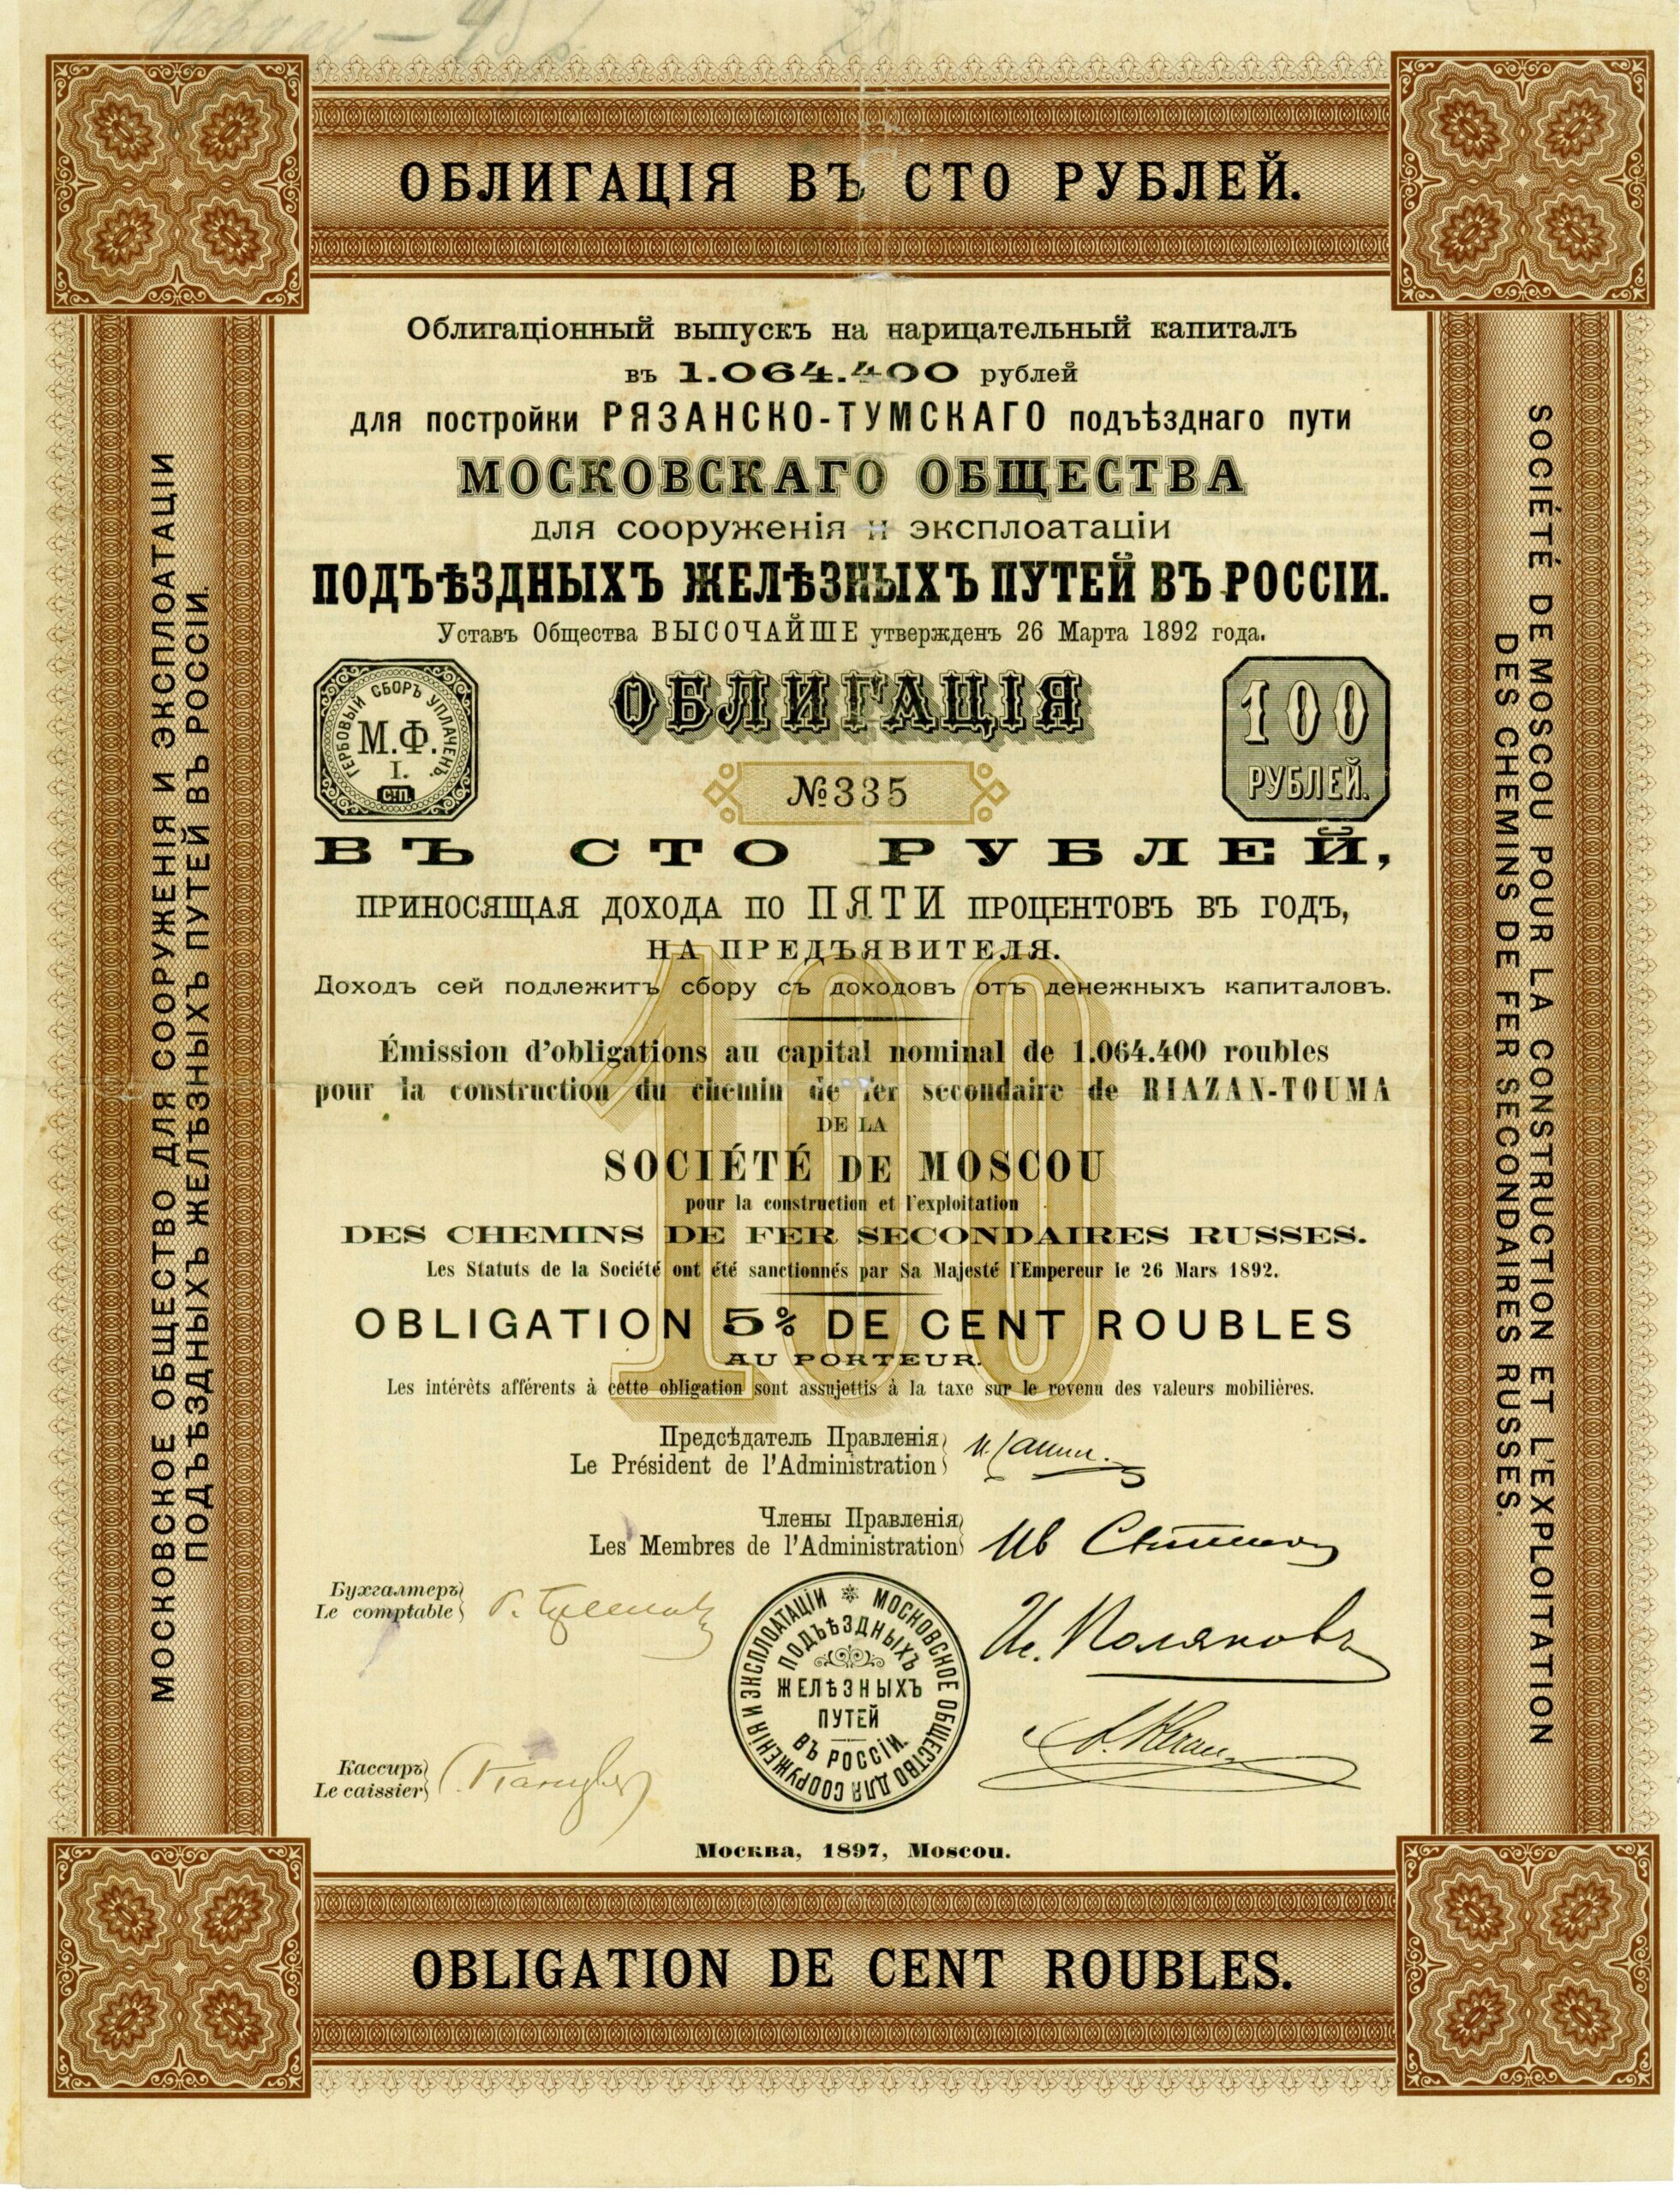 ОБЛИГАЦІЯ ВЪ СТО РУБЛЕЙ.
Облигаціонный выпускъ на нарицательный капиталъ
въ 1.064.400 рублей
для постройки РЯЗАНСКО-ТУМСКАГО подъѣзднаго пути
МОСКОВСКАГО ОБЩЕСТВА
для сооруженія и эксплоатаціи
ПОДЪѢЗДНЫХЪ ЖЕЛѢЗНЫХЪ ПУТЕЙ ВЪ РОССІИ.
Уставъ Общества ВЫСОЧАЙШЕ утвержденъ 26 Марта 1892 года.
ГЕРБОВЫЙ СБОРЪ УПЛАЧЕНЪ.
М.Ф.
I.
С.П.
ОБЛИГАЦІЯ
№335
100
РУБЛЕЙ.
ВЪ СТО РУБЛЕЙ,
ПРИНОСЯЩАЯ ДОХОДА ПО ПЯТИ ПРОЦЕНТОВЪ ВЪ ГОДЪ,
НА ПРЕДЪЯВИТЕЛЯ.
Доходъ сей подлежитъ сбору съ доходовъ отъ денежныхъ капиталовъ.
100
Émission d'obligations au capital nominal de 1.064.400 roubles
pour la construction du chemin de fer secondaire de RIAZAN-TOUMA
DE LA
SOCIÉTÉ DE MOSCOU
pour la construction et l'exploitation
DES CHEMINS DE FER SECONDAIRES RUSSES.
Les Statuts de la Société ont été sanctionnés par Sa Majesté l'Empereur le 26 Mars 1892.
OBLIGATION 5% DE CENT ROUBLES
AU PORTEUR.
Les intérêts afférents à cette obligation sont assujettis à la taxe sur le revenu des valeurs mobilières.
Предсѣдатель Правленія
Le Président de l'Administration
Члены Правленія
Les Membres de l'Administration
Бухгалтеръ
Le comptable
Ис. Поляковъ
МОСКОВСКОЕ ОБЩЕСТВО ДЛЯ СООРУЖЕНІЯ И ЭКСПЛОАТАЦІИ
ПОДЪѢЗДНЫХЪ
ЖЕЛѢЗНЫХЪ
ПУТЕЙ
ВЪ РОССІИ.
Кассиръ
Le caissier
Москва, 1897, Moscou.
OBLIGATION DE CENT ROUBLES.
МОСКОВСКОЕ ОБЩЕСТВО ДЛЯ СООРУЖЕНІЯ И ЭКСПЛОАТАЦІИ
ПОДЪѢЗДНЫХЪ ЖЕЛѢЗНЫХЪ ПУТЕЙ ВЪ РОССІИ.
SOCIÉTÉ DE MOSCOU POUR LA CONSTRUCTION ET L'EXPLOITATION
DES CHEMINS DE FER SECONDAIRES RUSSES.